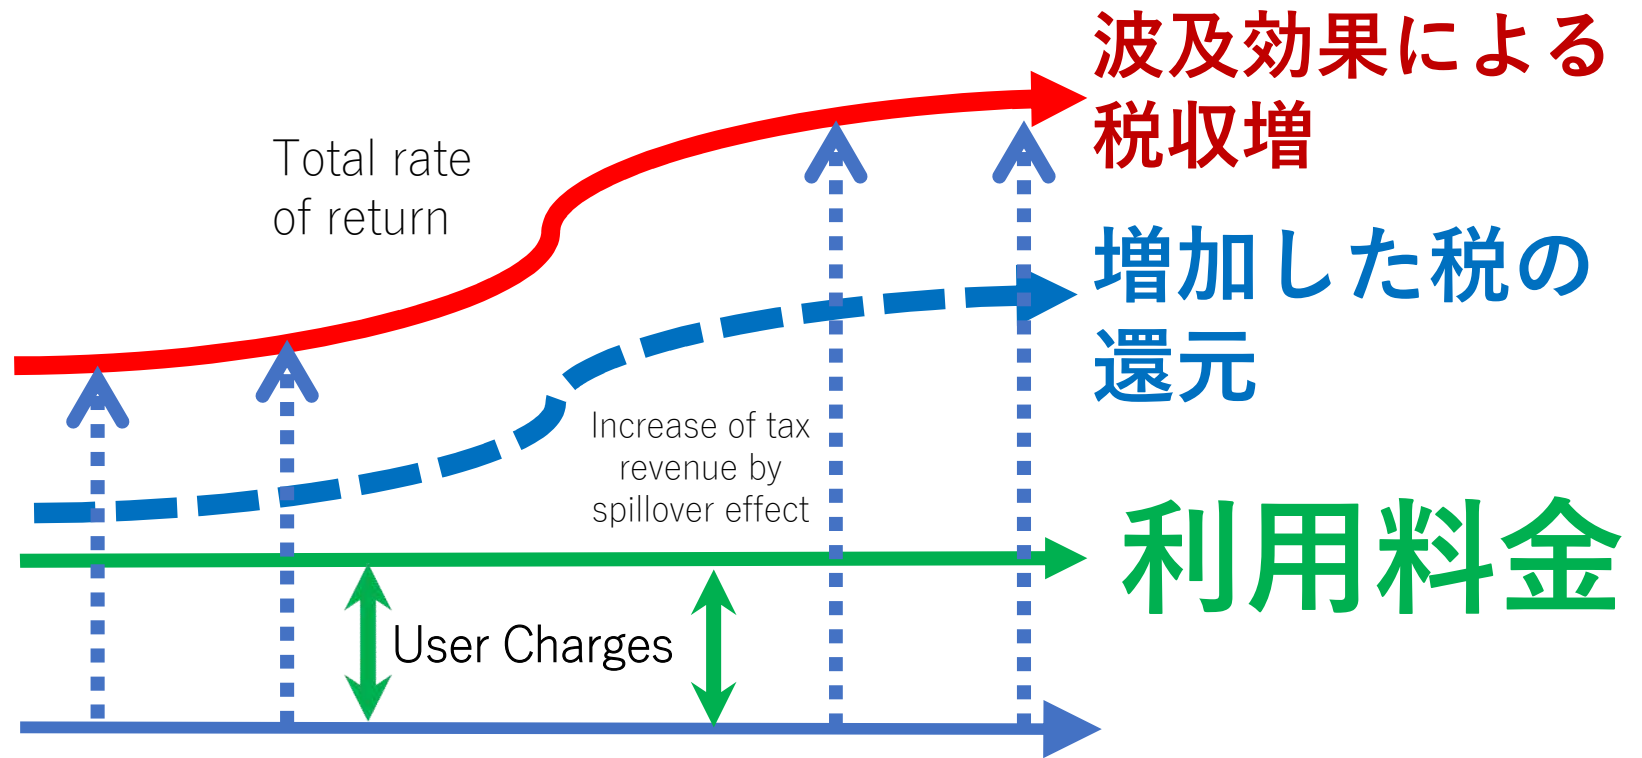 波及効果による
税収増
Total rate
of return
増加した税の
還元
Increase of tax
revenue by
spillover effect
利用料金
User Charges